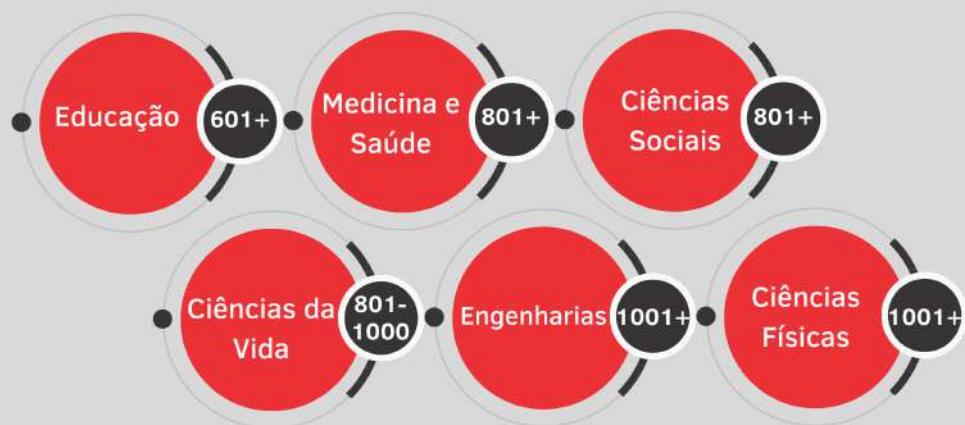 Educação
601+
Medicina e
Saúde
801+
Ciências
Sociais
801+
Ciências da
Vida
801-
1000
Engenharias
1001+
Ciências
Físicas
1001+